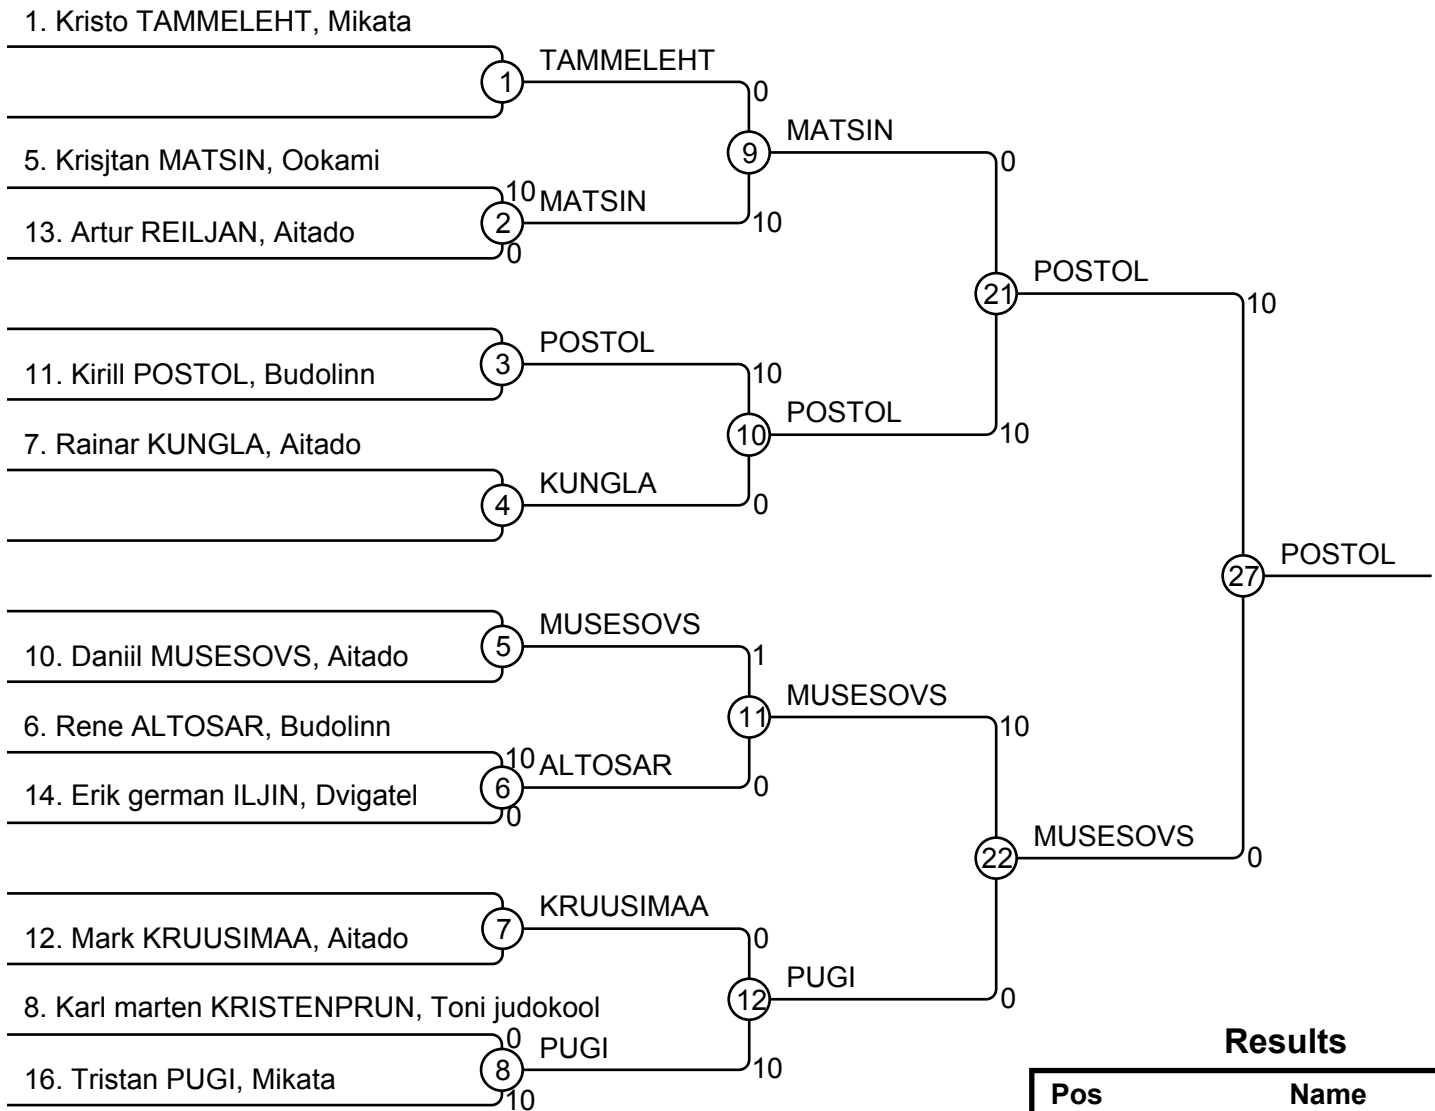 1. Kristo TAMMELEHT, Mikata
TAMMELEHT
1
0
MATSIN
9
5. Krisjtan MATSIN, Ookami
0
10
MATSIN
2
10
13. Artur REILJAN, Aitado
0
POSTOL
21
10
POSTOL
3
10
11. Kirill POSTOL, Budolinn
POSTOL
10
10
7. Rainar KUNGLA, Aitado
KUNGLA
4
0
POSTOL
27
MUSESOVS
5
1
10. Daniil MUSESOVS, Aitado
MUSESOVS
11
10
6. Rene ALTOSAR, Budolinn
10
ALTOSAR
6
0
14. Erik german ILJIN, Dvigatel
0
MUSESOVS
22
0
KRUUSIMAA
7
0
12. Mark KRUUSIMAA, Aitado
PUGI
12
0
8. Karl marten KRISTENPRUN, Toni judokool
0
PUGI
8
10
16. Tristan PUGI, Mikata
10
Results
Pos Name